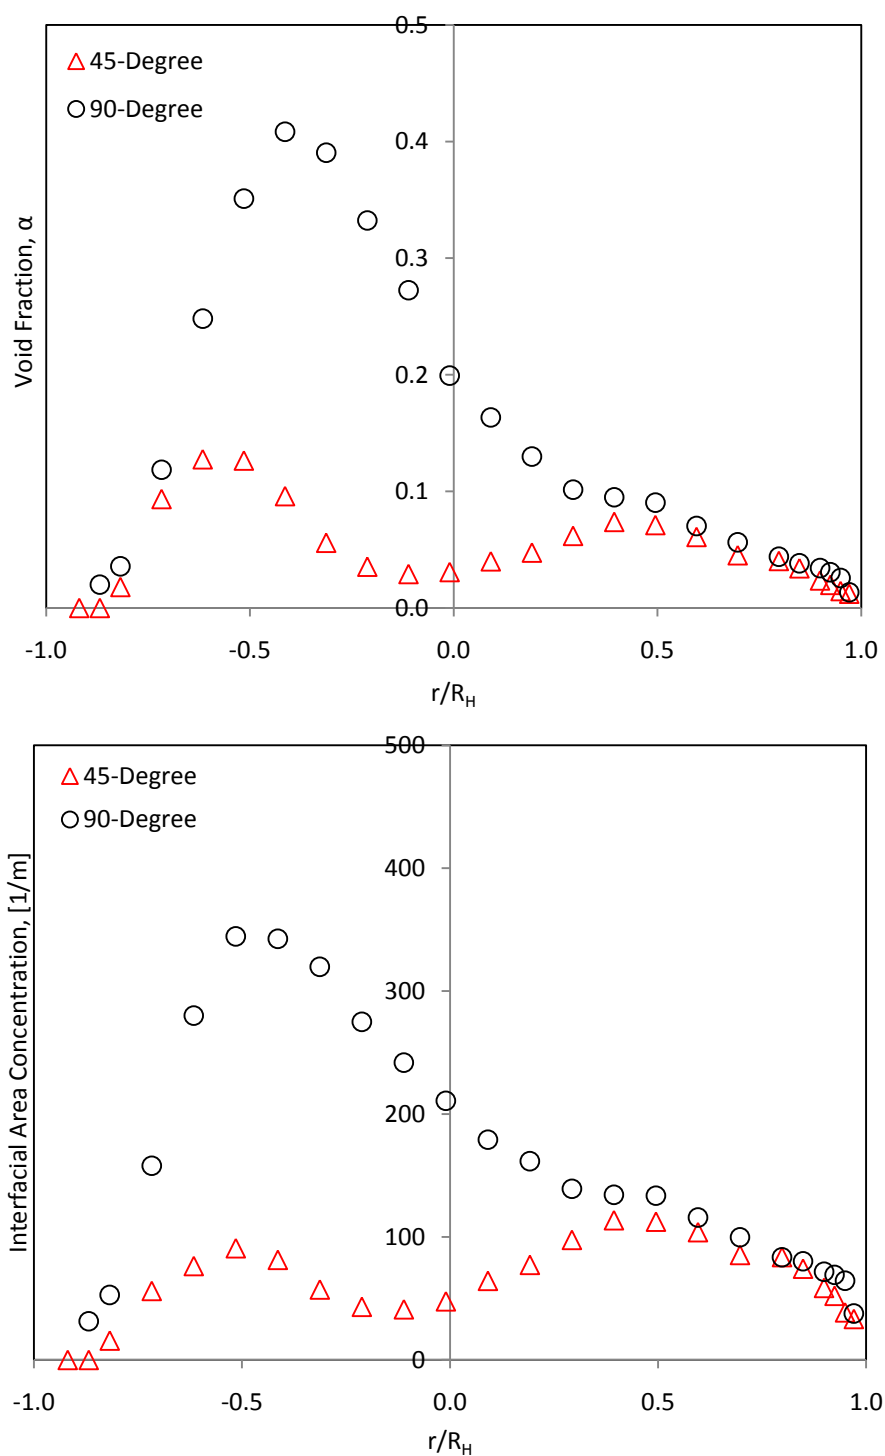 0.5
45-Degree
90-Degree
0.4
0.3
Void Fraction, α
0.2
0.1
0.0
-1.0 -0.5 0.0 0.5 1.0
r/R_H
500
45-Degree
90-Degree
400
300
Interfacial Area Concentration, [1/m]
200
100
0
-1.0 -0.5 0.0 0.5 1.0
r/R_H